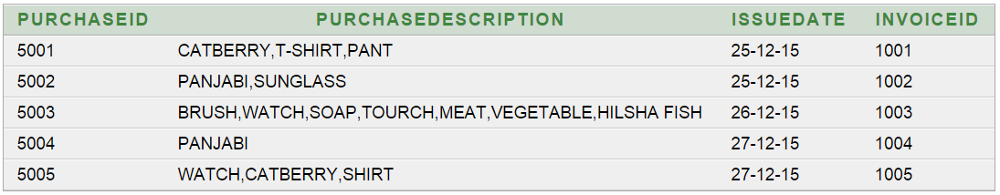 PURCHASEID PURCHASEDESCRIPTION ISSUEDATE INVOICEID
5001 CATBERRY,T-SHIRT,PANT 25-12-15 1001
5002 PANJABI,SUNGLASS 25-12-15 1002
5003 BRUSH,WATCH,SOAP,TOURCH,MEAT,VEGETABLE,HILSHA FISH 26-12-15 1003
5004 PANJABI 27-12-15 1004
5005 WATCH,CATBERRY,SHIRT 27-12-15 1005